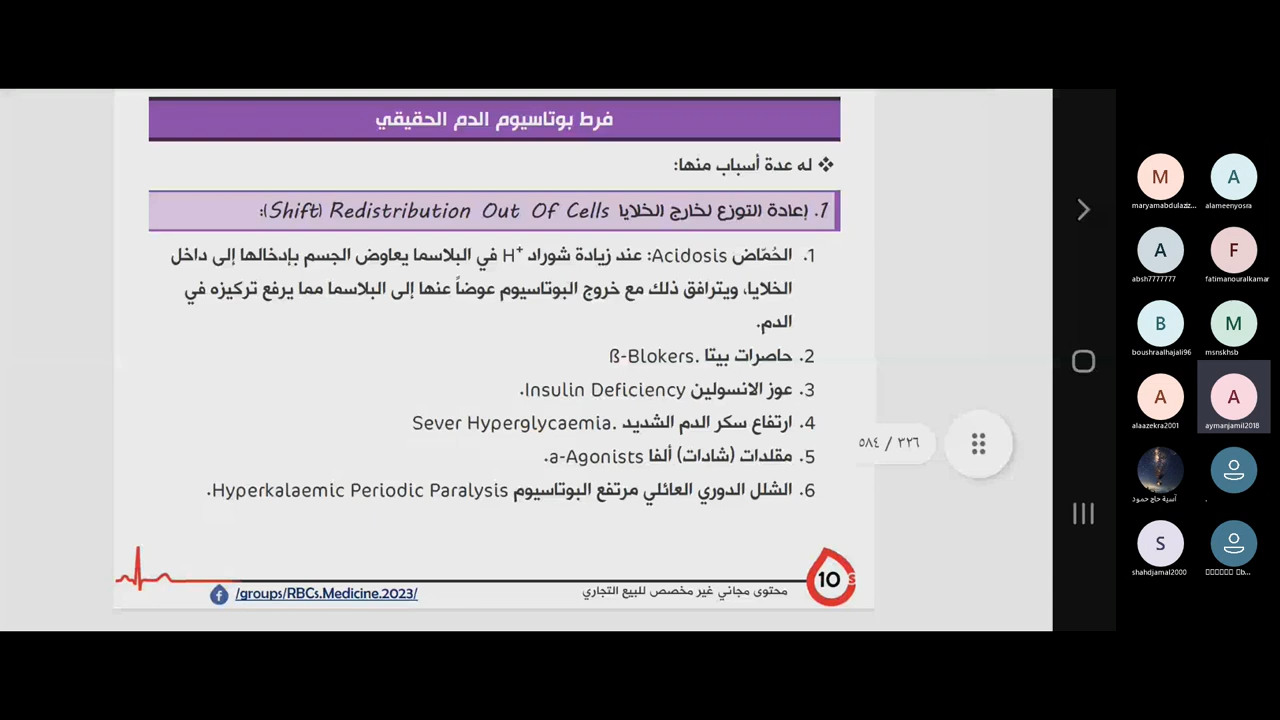 فرط بوتاسيوم الدم الحقيقي
❖ له عدة أسباب منها:
1. إعادة التوزع لخارج الخلايا Redistribution Out Of Cells (Shift):
1. الحُمّاض Acidosis: عند زيادة شوراد H⁺ في البلاسما يعاوض الجسم بإدخالها إلى داخل
الخلايا، ويترافق ذلك مع خروج البوتاسيوم عوضاً عنها إلى البلاسما مما يرفع تركيزه في
الدم.
2. حاصرات بيتا ß-Blokers.
3. عوز الانسولين Insulin Deficiency.
4. ارتفاع سكر الدم الشديد Sever Hyperglycaemia.
5. مقلدات (شادات) ألفا a-Agonists.
6. الشلل الدوري العائلي مرتفع البوتاسيوم Hyperkalaemic Periodic Paralysis.
٣٢٦ / ٥٨٤
10
S
محتوى مجاني غير مخصص للبيع التجاري
/groups/RBCs.Medicine.2023/
M
A
maryamabdulaziz...
alameenyosra
A
F
absh7777777
fatimanouralkamar
B
M
boushraalhajali96
msnskhsb
A
A
alaazekra2001
aymanjamil2018
آسية حاج حمود
.
S
shahdjamal2000